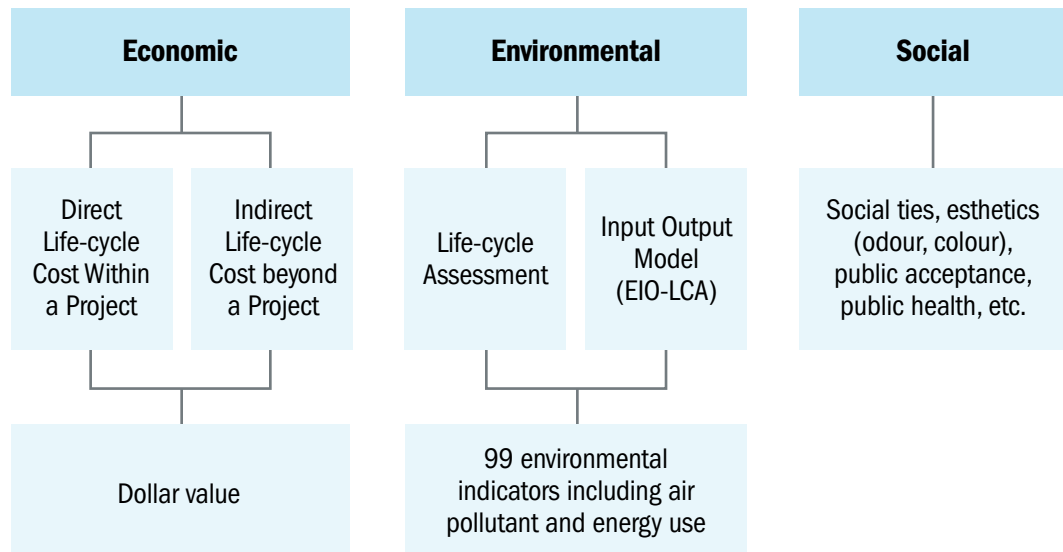 Economic
Environmental
Social
Direct
Life-cycle
Cost Within
a Project
Indirect
Life-cycle
Cost beyond
a Project
Life-cycle
Assessment
Input Output
Model
(EIO-LCA)
Social ties, esthetics
(odour, colour),
public acceptance,
public health, etc.
Dollar value
99 environmental
indicators including air
pollutant and energy use